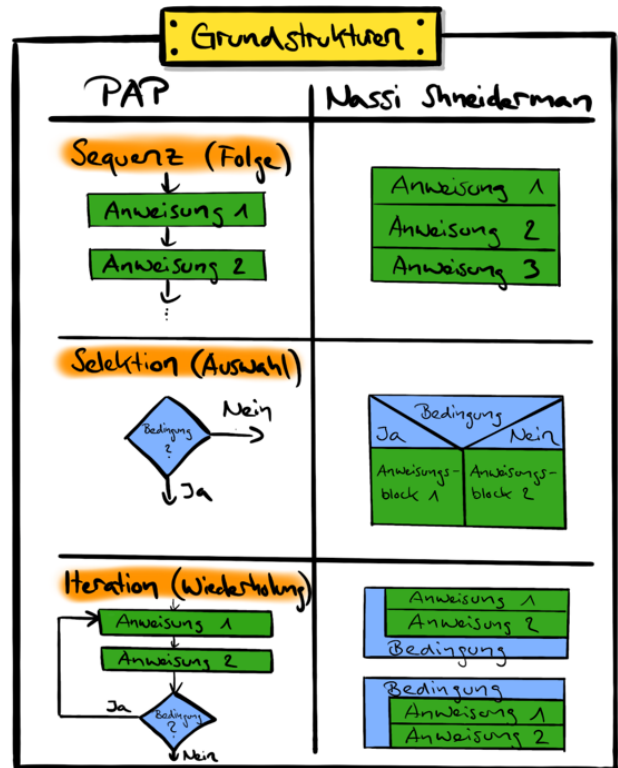 Grundstrukturen
PAP
Nassi Shneiderman
Sequenz (Folge)
Anweisung 1
Anweisung 2
...
Anweisung 1
Anweisung 2
Anweisung 3
Selektion (Auswahl)
Bedingung
?
Nein
Ja
Bedingung
Ja
Nein
Anweisungs-
block 1
Anweisungs-
block 2
Iteration (Wiederholung)
Anweisung 1
Anweisung 2
Bedingung
?
Ja
Nein
Anweisung 1
Anweisung 2
Bedingung
Bedingung
Anweisung 1
Anweisung 2